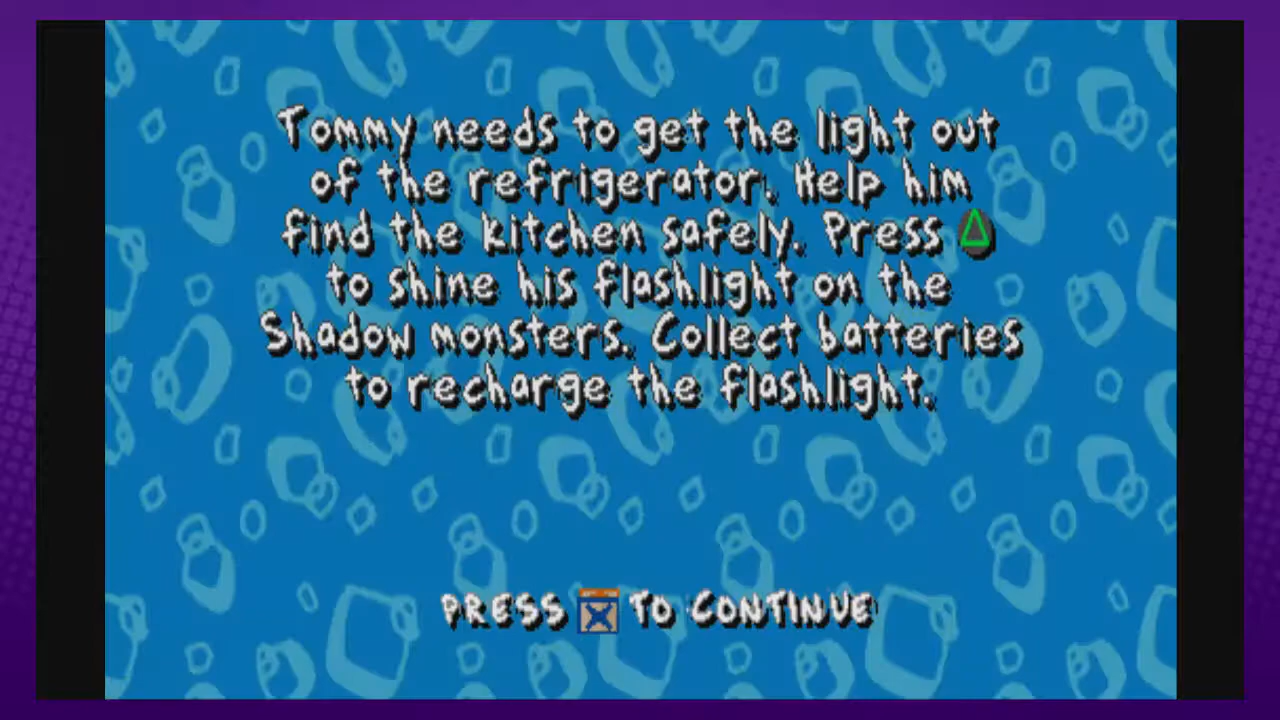 Tommy needs to get the light out
of the refrigerator. Help him
find the kitchen safely. Press
to shine his flashlight on the
Shadow monsters. Collect batteries
to recharge the flashlight.
PRESS X TO CONTINUE